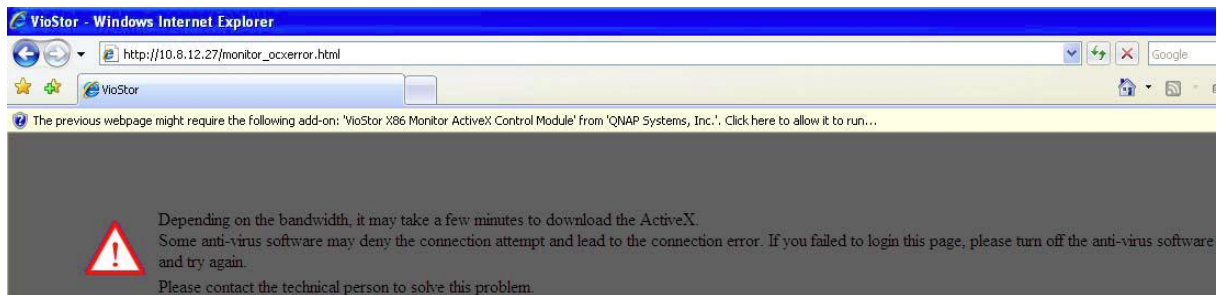 VioStor - Windows Internet Explorer
http://10.8.12.27/monitor_ocxerror.html
Google
VioStor
The previous webpage might require the following add-on: 'VioStor X86 Monitor ActiveX Control Module' from 'QNAP Systems, Inc.'. Click here to allow it to run...
Depending on the bandwidth, it may take a few minutes to download the ActiveX.
Some anti-virus software may deny the connection attempt and lead to the connection error. If you failed to login this page, please turn off the anti-virus software
and try again.
Please contact the technical person to solve this problem.